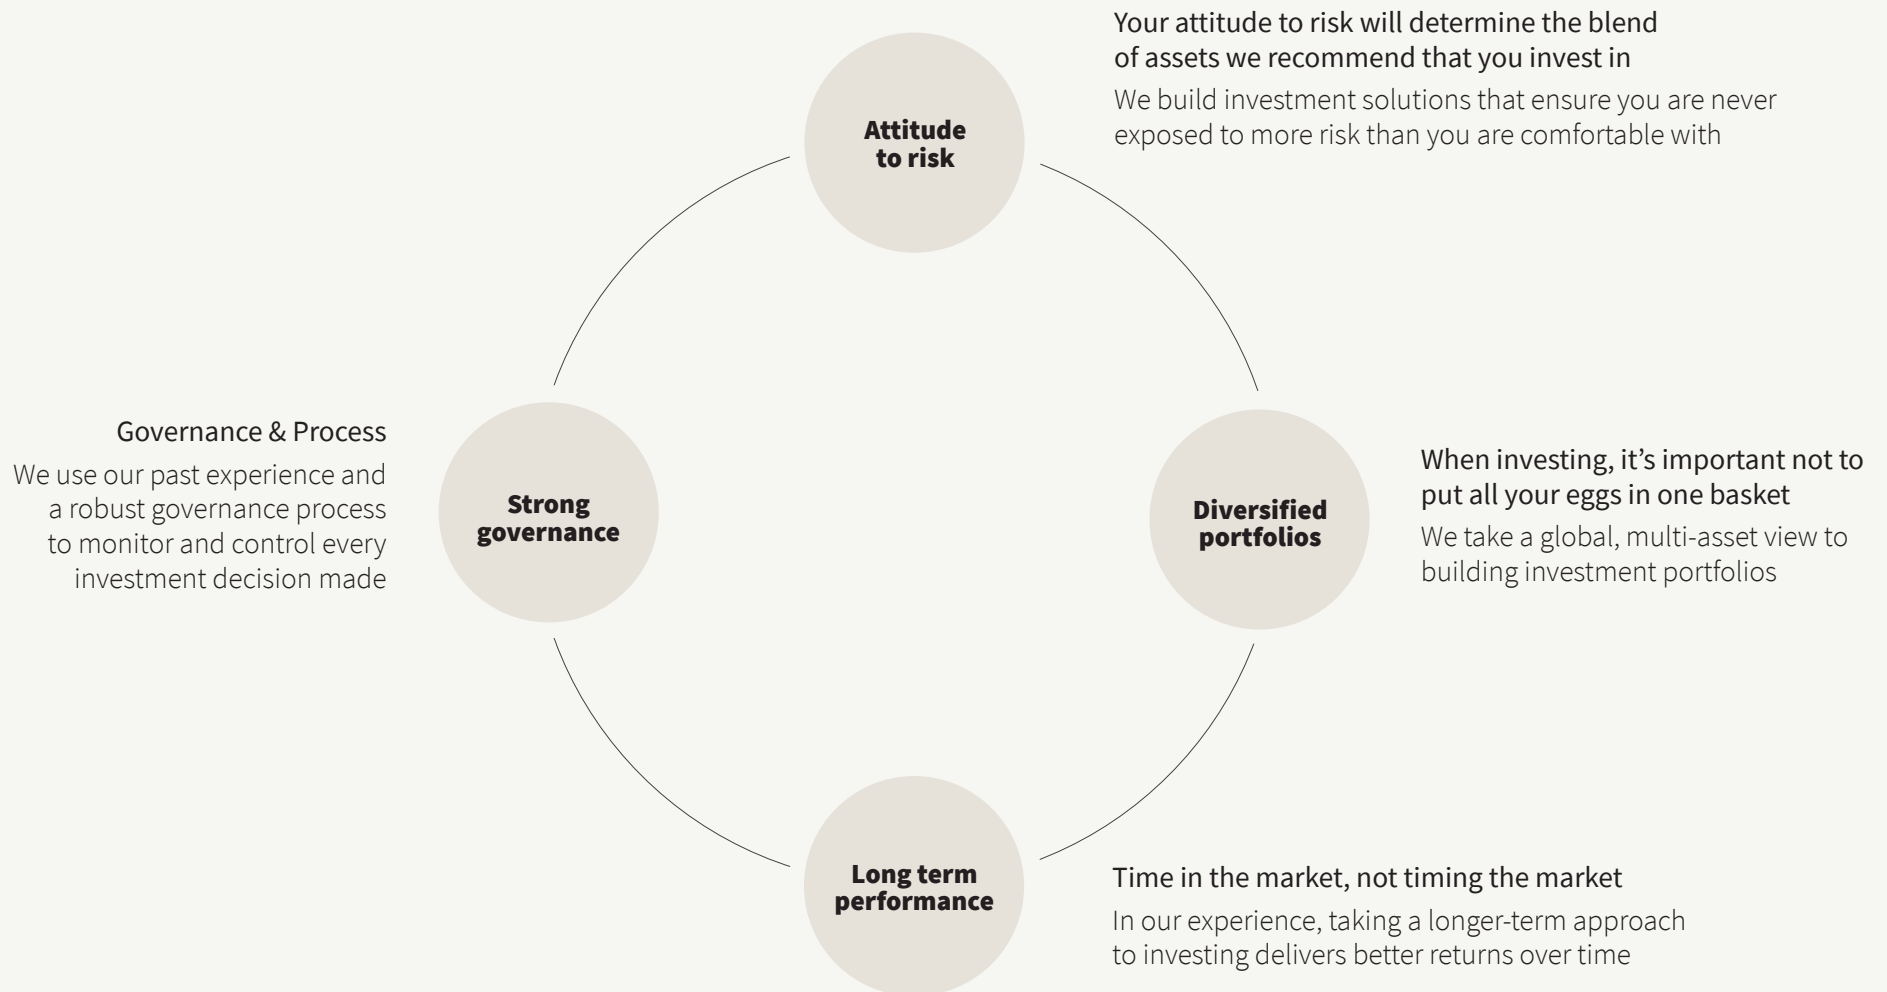 Attitude
to risk
Your attitude to risk will determine the blend
of assets we recommend that you invest in
We build investment solutions that ensure you are never
exposed to more risk than you are comfortable with
Diversified
portfolios
When investing, it’s important not to
put all your eggs in one basket
We take a global, multi-asset view to
building investment portfolios
Long term
performance
Time in the market, not timing the market
In our experience, taking a longer-term approach
to investing delivers better returns over time
Strong
governance
Governance & Process
We use our past experience and
a robust governance process
to monitor and control every
investment decision made